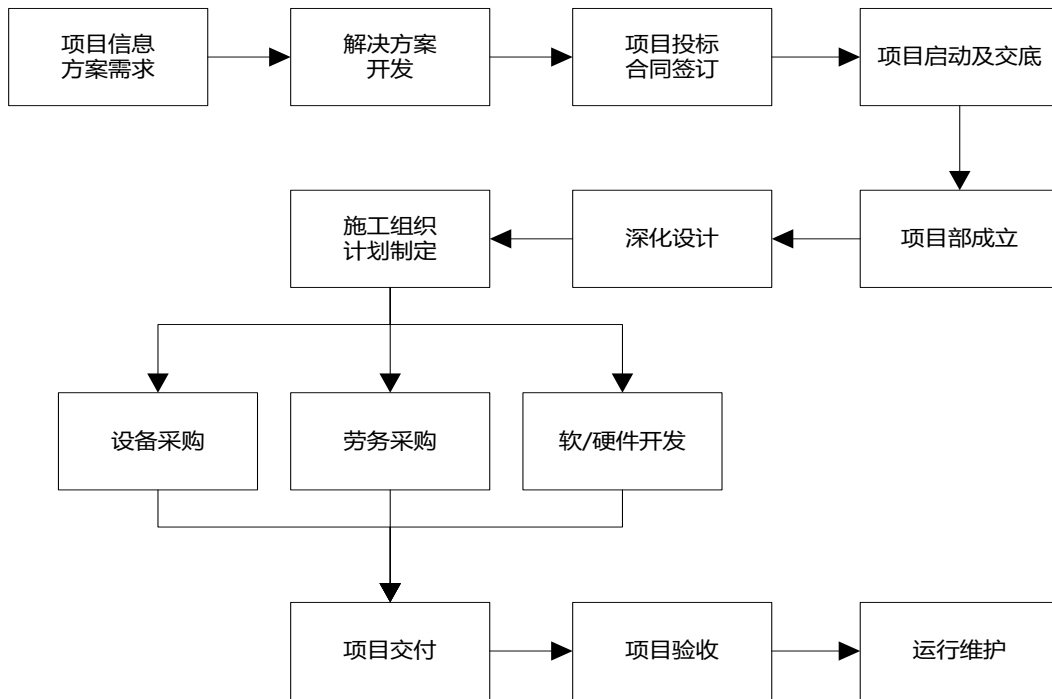 项目信息
方案需求
解决方案
开发
项目投标
合同签订
项目启动及交底
项目部成立
深化设计
施工组织
计划制定
设备采购
劳务采购
软/硬件开发
项目交付
项目验收
运行维护